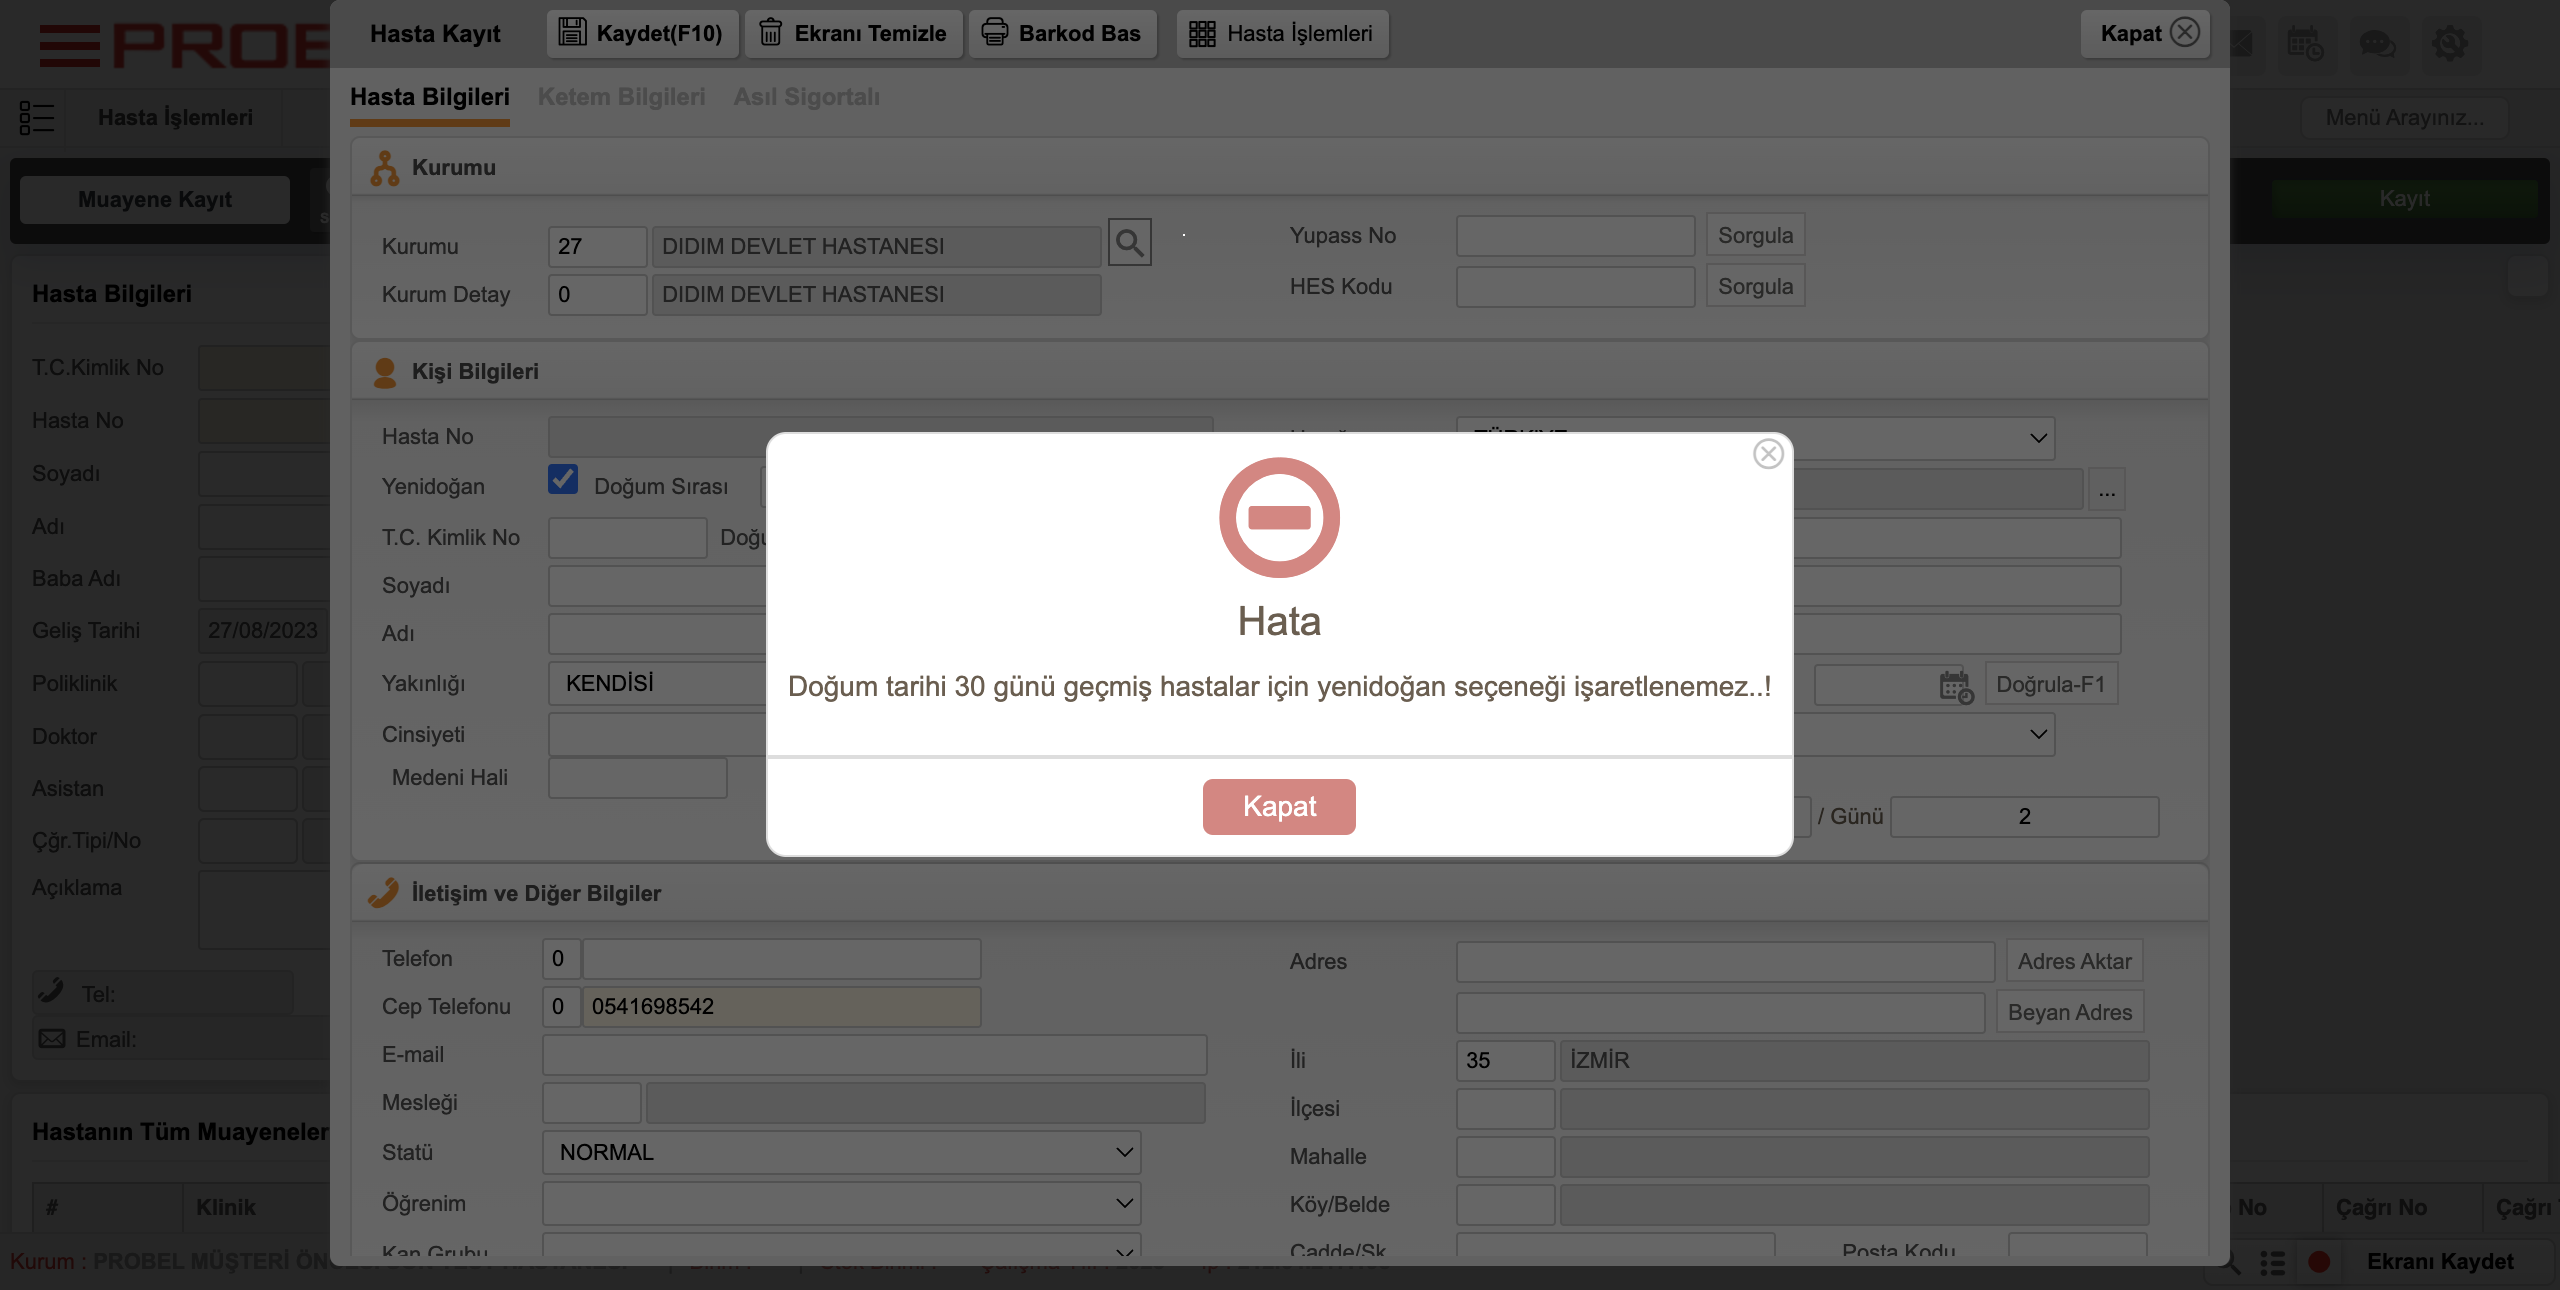 PROB
Hasta Kayıt
Kaydet(F10)
Ekranı Temizle
Barkod Bas
Hasta İşlemleri
Kapat
Hasta İşlemleri
Menü Arayınız...
Muayene Kayıt
Kayıt
Hasta Bilgileri
Ketem Bilgileri
Asıl Sigortalı
Kurumu
Kurumu 27 DIDIM DEVLET HASTANESI
Kurum Detay 0 DIDIM DEVLET HASTANESI
Yupass No Sorgula
HES Kodu Sorgula
Kişi Bilgileri
Hasta No
Yenidoğan Doğum Sırası ...
T.C. Kimlik No Doğu
Soyadı
Adı
Yakınlığı KENDİSİ Doğrula-F1
Cinsiyeti
Medeni Hali
/ Günü 2
Hata
Doğum tarihi 30 günü geçmiş hastalar için yenidoğan seçeneği işaretlenemez..!
Kapat
İletişim ve Diğer Bilgiler
Telefon 0
Cep Telefonu 0 0541698542
E-mail
Mesleği
Statü NORMAL
Öğrenim
Kan Grubu
Adres Adres Aktar
Beyan Adres
İli 35 İZMİR
İlçesi
Mahalle
Köy/Belde
Cadde/Sk. Posta Kodu
Hasta Bilgileri
T.C.Kimlik No
Hasta No
Soyadı
Adı
Baba Adı
Geliş Tarihi 27/08/2023
Poliklinik
Doktor
Asistan
Çğr.Tipi/No
Açıklama
Tel:
Email:
Hastanın Tüm Muayeneler
# Klinik No Çağrı No Çağrı
Kurum : PROBEL MÜŞTERİ
Ekranı Kaydet